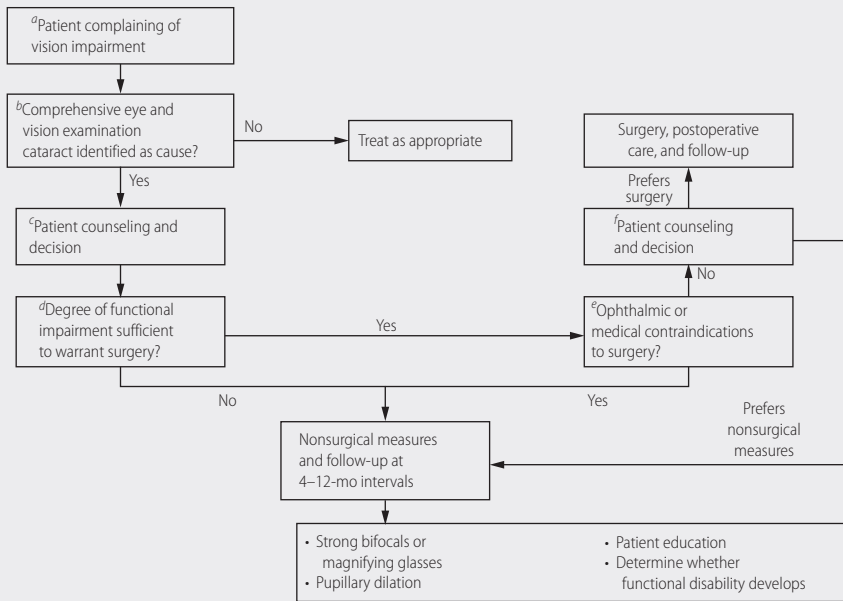 aPatient complaining of
vision impairment
bComprehensive eye and
vision examination
cataract identified as cause?
No
Treat as appropriate
Yes
cPatient counseling and
decision
dDegree of functional
impairment sufficient
to warrant surgery?
Yes
eOphthalmic or
medical contraindications
to surgery?
No
fPatient counseling
and decision
Prefers
surgery
Surgery, postoperative
care, and follow-up
No
Yes
Prefers
nonsurgical
measures
Nonsurgical measures
and follow-up at
4–12-mo intervals
• Strong bifocals or
magnifying glasses
• Pupillary dilation
• Patient education
• Determine whether
functional disability develops